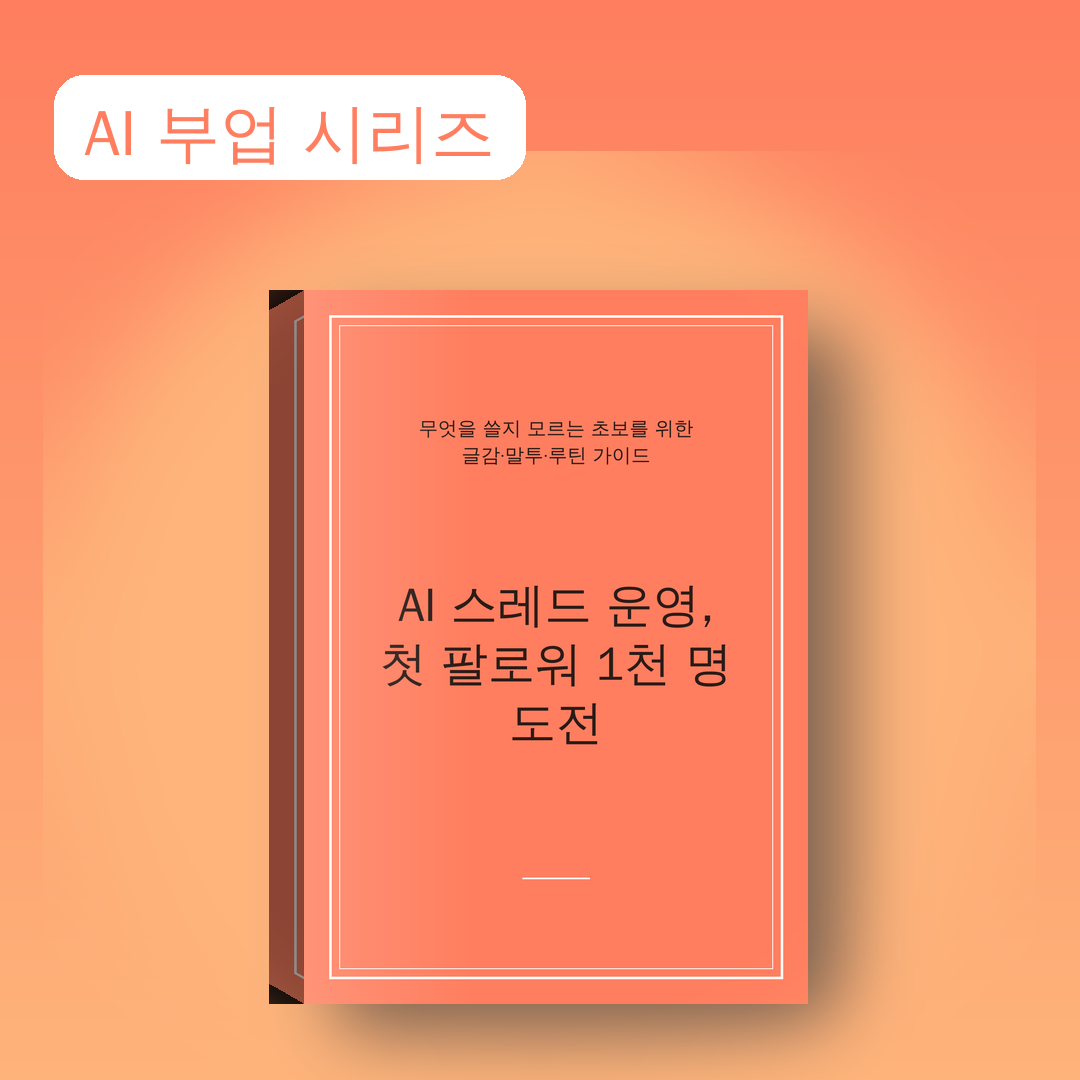 AI 부업 시리즈
무엇을 쓸지 모르는 초보를 위한
글감·말투·루틴 가이드
AI 스레드 운영,
첫 팔로워 1천 명
도전